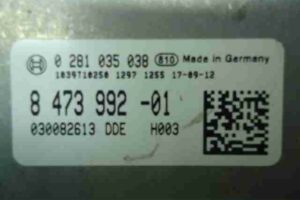 0 281 035 038 810 Made in Germany
1039T10250 1297 1255 17-09-12
8 473 992 -01
030082613 DDE H003